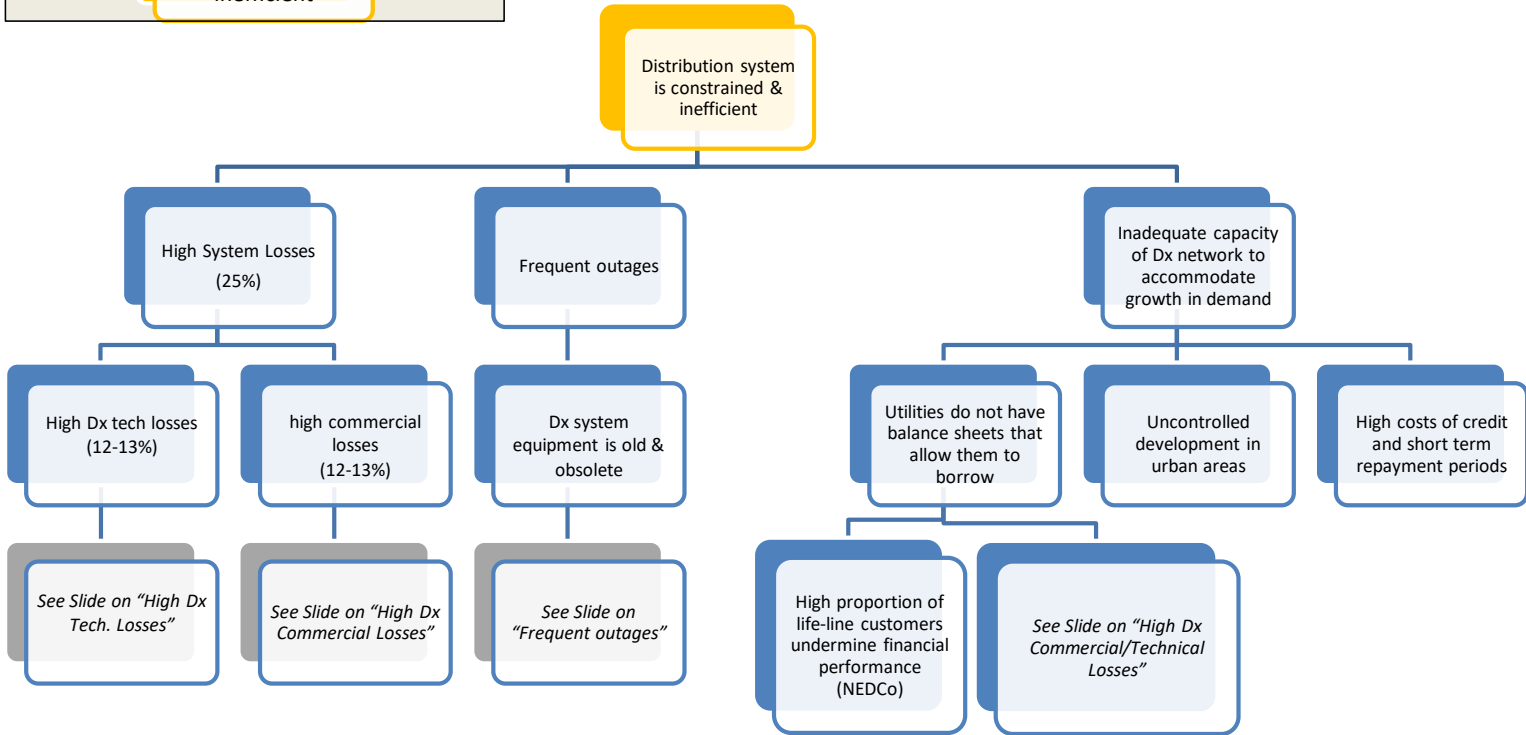 inefficient
Distribution system
is constrained &
inefficient
High System Losses
(25%)
Frequent outages
Inadequate capacity
of Dx network to
accommodate
growth in demand
High Dx tech losses
(12-13%)
high commercial
losses
(12-13%)
Dx system
equipment is old &
obsolete
Utilities do not have
balance sheets that
allow them to
borrow
Uncontrolled
development in
urban areas
High costs of credit
and short term
repayment periods
See Slide on “High Dx
Tech. Losses”
See Slide on “High Dx
Commercial Losses”
See Slide on
“Frequent outages”
High proportion of
life-line customers
undermine financial
performance
(NEDCo)
See Slide on “High Dx
Commercial/Technical
Losses”